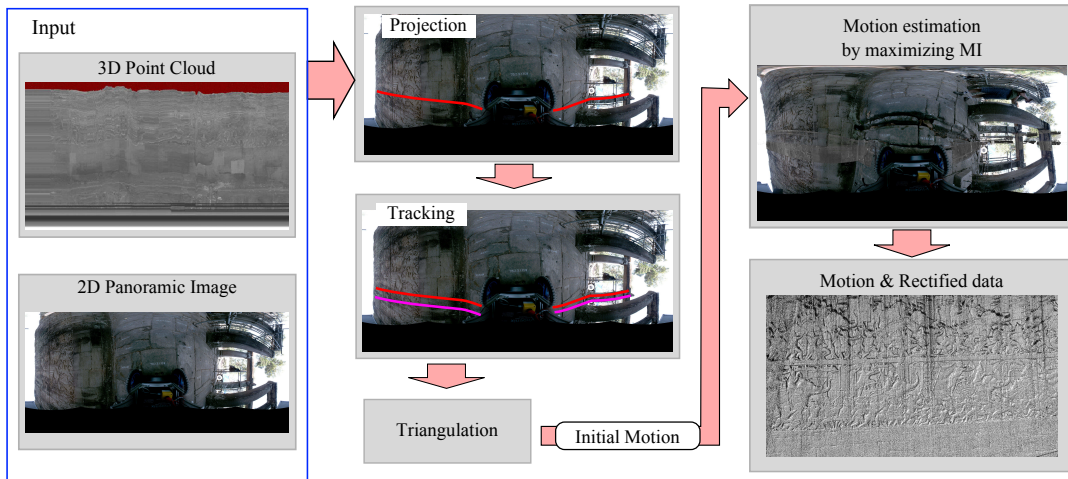 Input
3D Point Cloud
2D Panoramic Image
Projection
Tracking
Triangulation
Initial Motion
Motion estimation
by maximizing MI
Motion & Rectified data